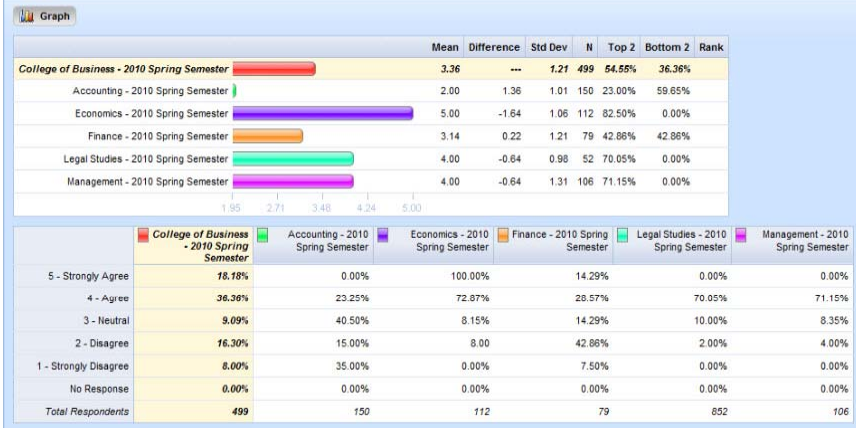 Graph
Mean Difference Std Dev N Top 2 Bottom 2 Rank
College of Business - 2010 Spring Semester 3.36 --- 1.21 499 54.55% 36.36%
Accounting - 2010 Spring Semester 2.00 1.36 1.01 150 23.00% 59.65%
Economics - 2010 Spring Semester 5.00 -1.64 1.06 112 82.50% 0.00%
Finance - 2010 Spring Semester 3.14 0.22 1.21 79 42.86% 42.86%
Legal Studies - 2010 Spring Semester 4.00 -0.64 0.98 52 70.05% 0.00%
Management - 2010 Spring Semester 4.00 -0.64 1.31 106 71.15% 0.00%
1.95 2.71 3.48 4.24 5.00
College of Business Accounting - 2010 Economics - 2010 Finance - 2010 Spring Legal Studies - 2010 Management - 2010
- 2010 Spring Spring Semester Spring Semester Semester Spring Semester Spring Semester
Semester
5 - Strongly Agree 18.18% 0.00% 100.00% 14.29% 0.00% 0.00%
4 - Agree 36.36% 23.25% 72.87% 28.57% 70.05% 71.15%
3 - Neutral 9.09% 40.50% 8.15% 14.29% 10.00% 8.35%
2 - Disagree 16.30% 15.00% 8.00 42.86% 2.00% 4.00%
1 - Strongly Disagree 8.00% 35.00% 0.00% 7.50% 0.00% 0.00%
No Response 0.00% 0.00% 0.00% 0.00% 0.00% 0.00%
Total Respondents 499 150 112 79 852 106